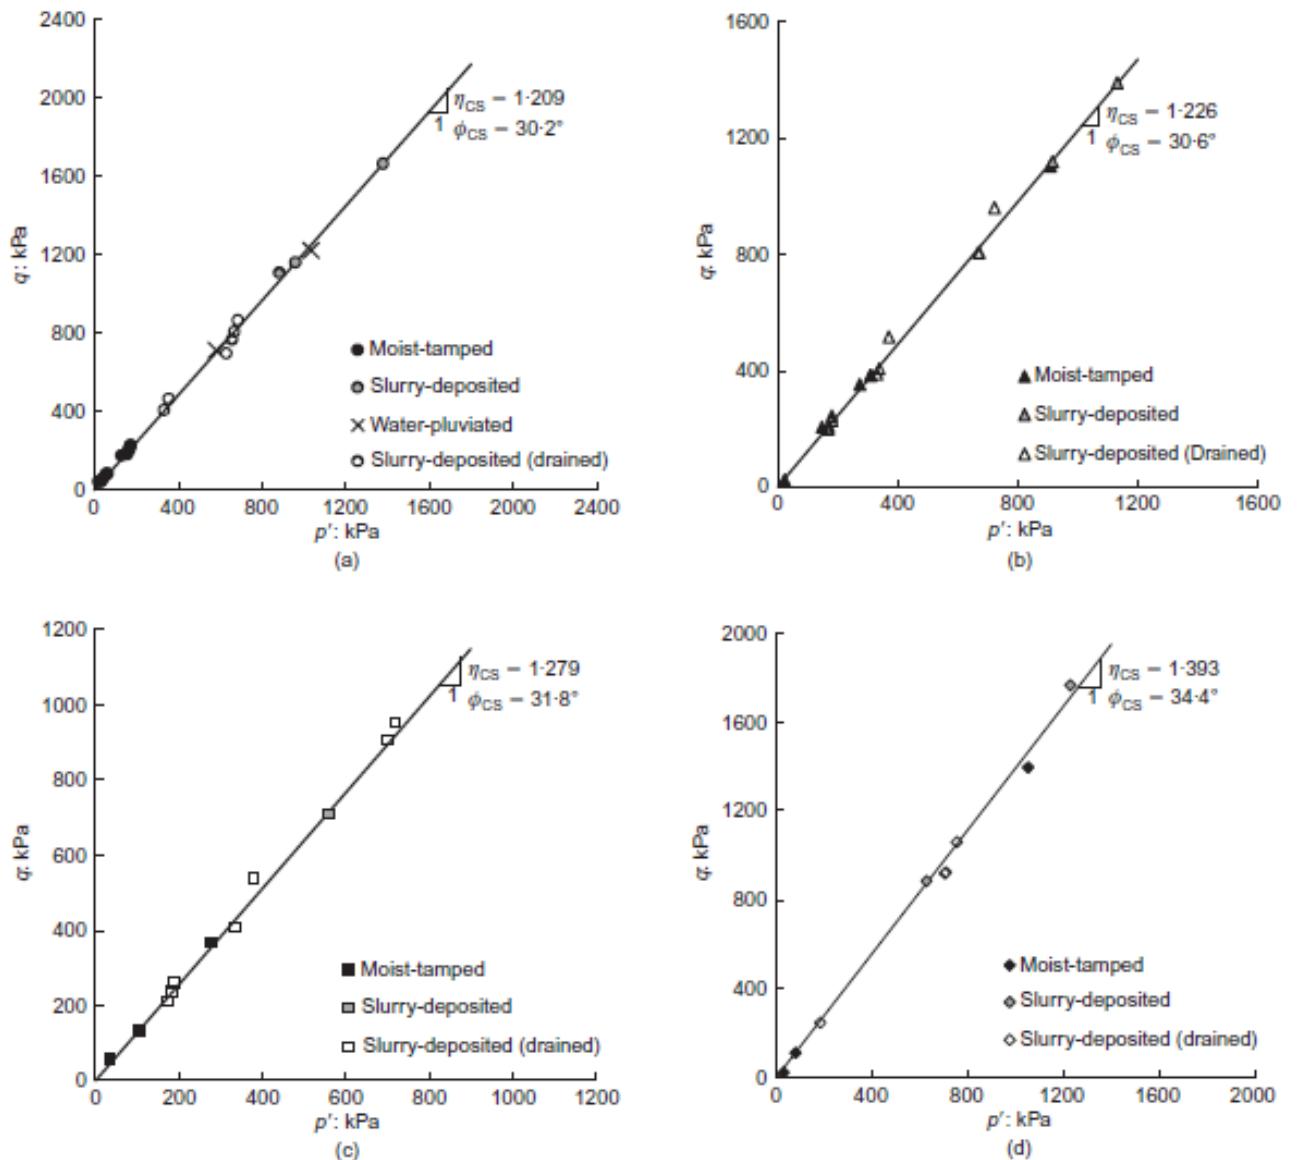 2400
2000
1600
1200
800
400
0
q: kPa
ηCS – 1·209
1 ϕCS – 30·2°
Moist-tamped
Slurry-deposited
Water-pluviated
Slurry-deposited (drained)
0 400 800 1200 1600 2000 2400
p′: kPa
(a)
1600
1200
800
400
0
q: kPa
ηCS – 1·226
1 ϕCS – 30·6°
Moist-tamped
Slurry-deposited
Slurry-deposited (Drained)
0 400 800 1200 1600
p′: kPa
(b)
1200
1000
800
600
400
200
0
q: kPa
ηCS – 1·279
1 ϕCS – 31·8°
Moist-tamped
Slurry-deposited
Slurry-deposited (drained)
0 200 400 600 800 1000 1200
p′: kPa
(c)
2000
1600
1200
800
400
0
q: kPa
ηCS – 1·393
1 ϕCS – 34·4°
Moist-tamped
Slurry-deposited
Slurry-deposited (drained)
0 400 800 1200 1600 2000
p′: kPa
(d)